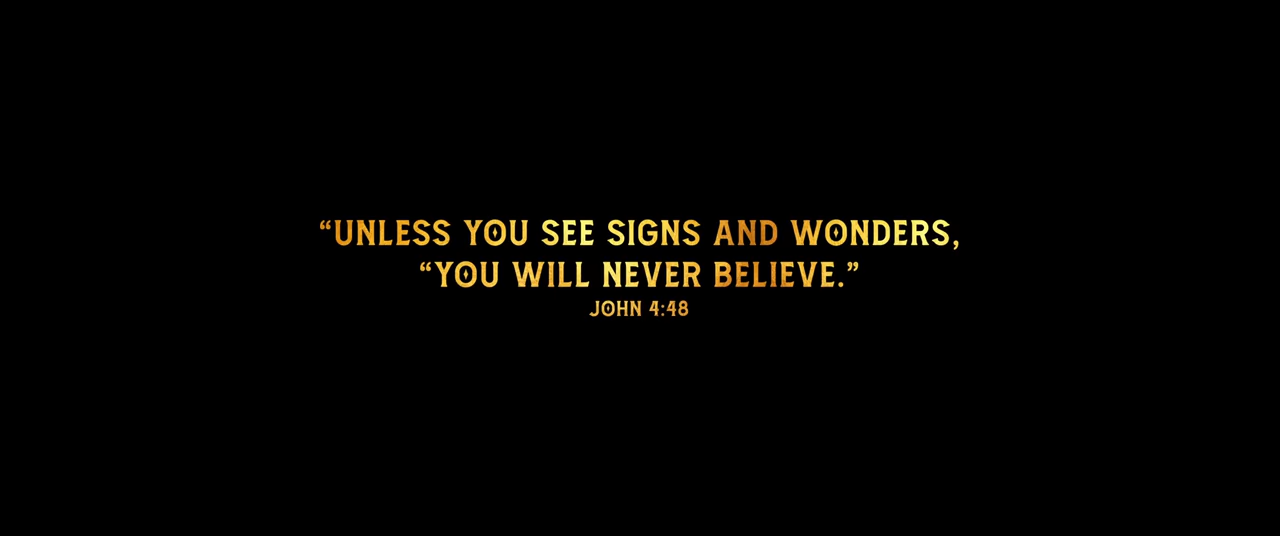 “UNLESS YOU SEE SIGNS AND WONDERS,
“YOU WILL NEVER BELIEVE.”
JOHN 4:48